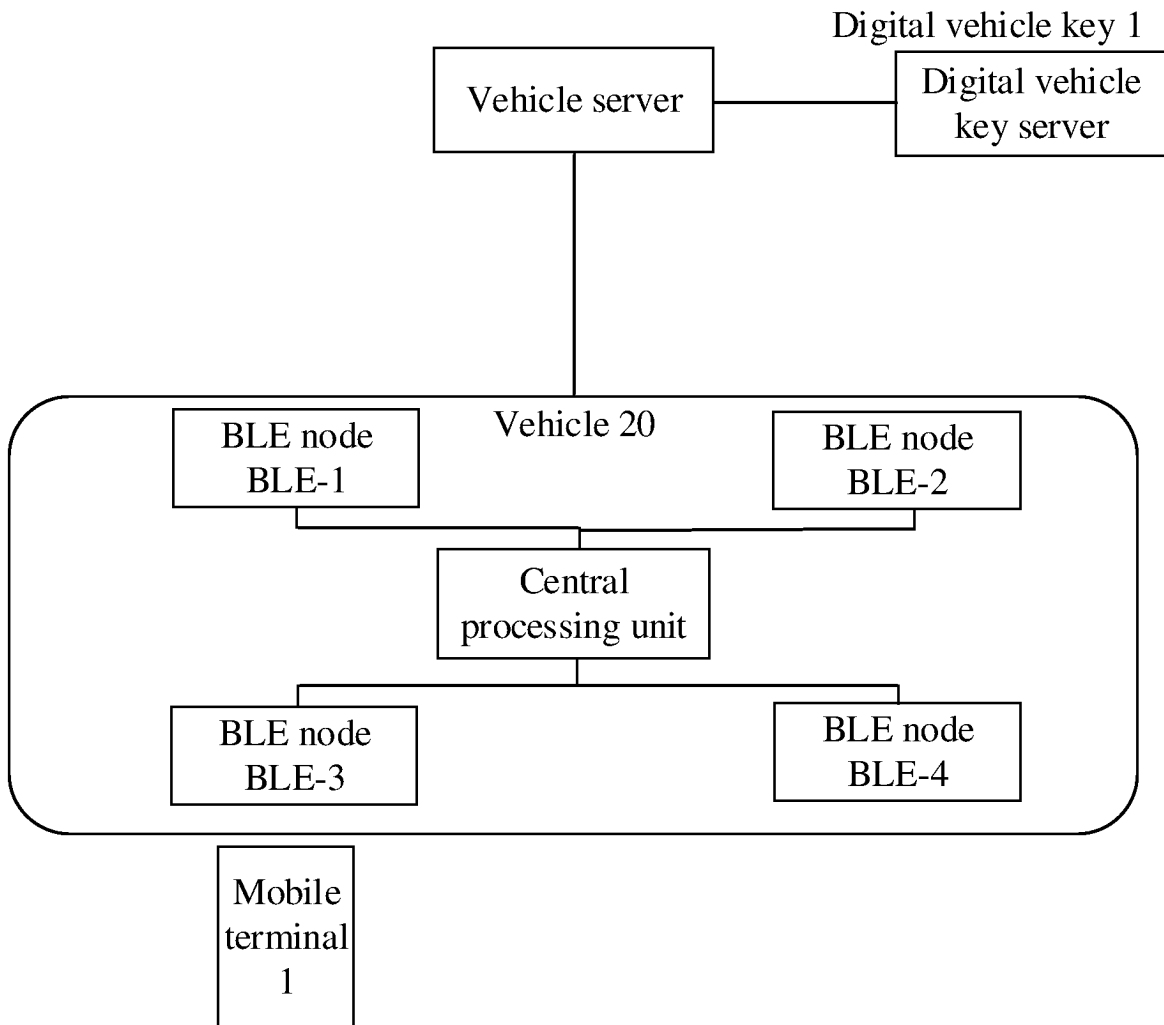 Digital vehicle key 1
Vehicle server
Digital vehicle
key server
Vehicle 20
BLE node
BLE-1
BLE node
BLE-2
Central
processing unit
BLE node
BLE-3
BLE node
BLE-4
Mobile
terminal
1